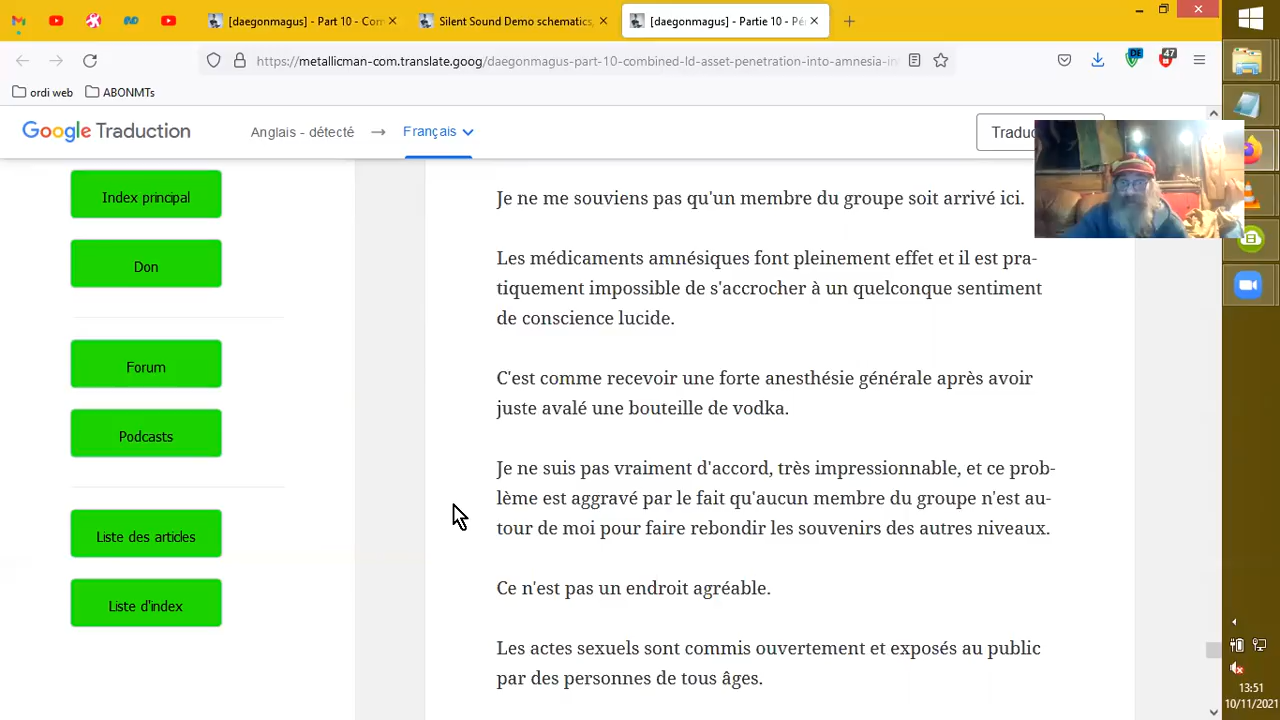 [daegonmagus] - Part 10 - Com
Silent Sound Demo schematics,
[daegonmagus] - Partie 10 - Pé
https://metallicman-com.translate.goog/daegonmagus-part-10-combined-ld-asset-penetration-into-amnesia-in
DE
47
ordi web
ABONMTs
Google Traduction
Anglais - détecté
Français
Traduc
Index principal
Don
Forum
Podcasts
Liste des articles
Liste d'index
Je ne me souviens pas qu'un membre du groupe soit arrivé ici.
Les médicaments amnésiques font pleinement effet et il est pra-
tiquement impossible de s'accrocher à un quelconque sentiment
de conscience lucide.
C'est comme recevoir une forte anesthésie générale après avoir
juste avalé une bouteille de vodka.
Je ne suis pas vraiment d'accord, très impressionnable, et ce prob-
lème est aggravé par le fait qu'aucun membre du groupe n'est au-
tour de moi pour faire rebondir les souvenirs des autres niveaux.
Ce n'est pas un endroit agréable.
Les actes sexuels sont commis ouvertement et exposés au public
par des personnes de tous âges.
13:51
10/11/2021